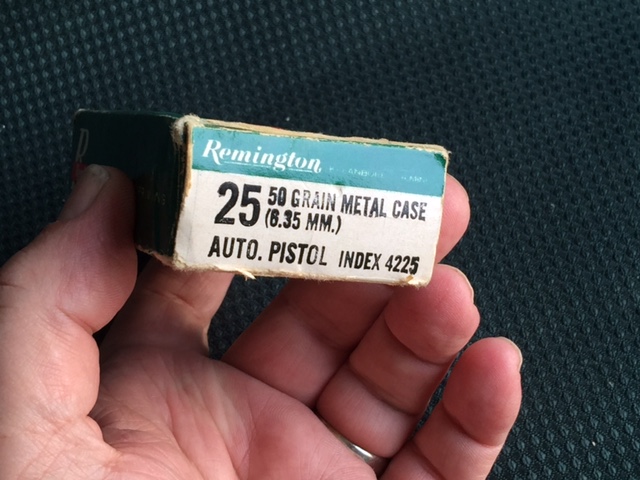 Remington
25 50 GRAIN METAL CASE
(6.35 MM.)
AUTO. PISTOL INDEX 4225